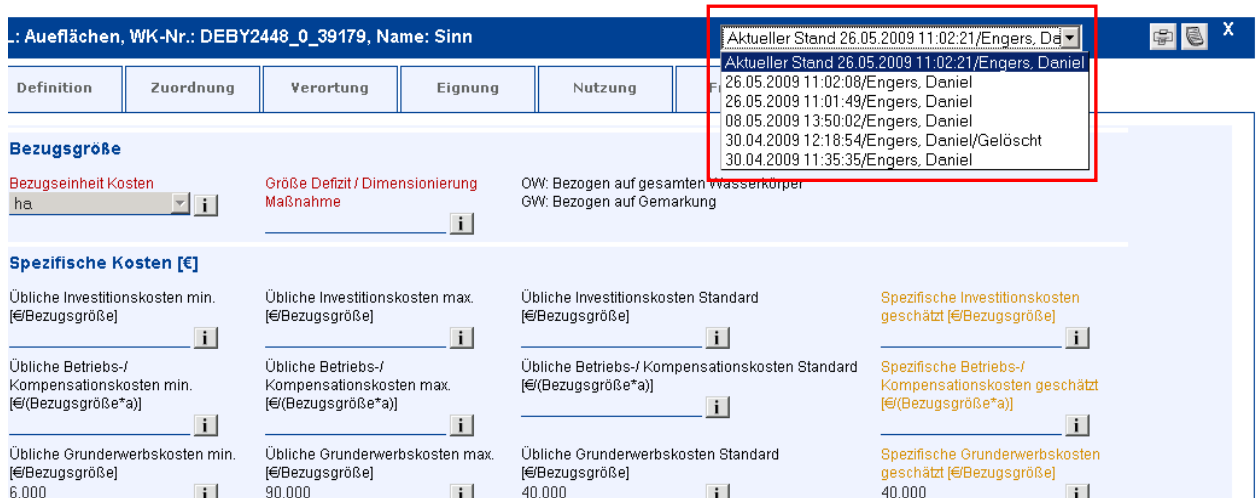 .: Aueflächen, WK-Nr.: DEBY2448_0_39179, Name: Sinn
Aktueller Stand 26.05.2009 11:02:21/Engers, Da
X
Aktueller Stand 26.05.2009 11:02:21/Engers, Daniel
26.05.2009 11:02:08/Engers, Daniel
26.05.2009 11:01:49/Engers, Daniel
08.05.2009 13:50:02/Engers, Daniel
30.04.2009 12:18:54/Engers, Daniel/Gelöscht
30.04.2009 11:35:35/Engers, Daniel
Definition Zuordnung Verortung Eignung Nutzung
Bezugsgröße
Bezugseinheit Kosten
ha
i
Größe Defizit / Dimensionierung
Maßnahme
i
OW: Bezogen auf gesamten Wasserkörper
GW: Bezogen auf Gemarkung
Spezifische Kosten [€]
Übliche Investitionskosten min.
[€/Bezugsgröße]
i
Übliche Investitionskosten max.
[€/Bezugsgröße]
i
Übliche Investitionskosten Standard
[€/Bezugsgröße]
i
Spezifische Investitionskosten
geschätzt [€/Bezugsgröße]
i
Übliche Betriebs-/
Kompensationskosten min.
[€/(Bezugsgröße*a)]
i
Übliche Betriebs-/
Kompensationskosten max.
[€/(Bezugsgröße*a)]
i
Übliche Betriebs-/ Kompensationskosten Standard
[€/(Bezugsgröße*a)]
i
Spezifische Betriebs-/
Kompensationskosten geschätzt
[€/(Bezugsgröße*a)]
i
Übliche Grunderwerbskosten min.
[€/Bezugsgröße]
6.000
i
Übliche Grunderwerbskosten max.
[€/Bezugsgröße]
90.000
i
Übliche Grunderwerbskosten Standard
[€/Bezugsgröße]
40.000
i
Spezifische Grunderwerbskosten
geschätzt [€/Bezugsgröße]
40.000
i